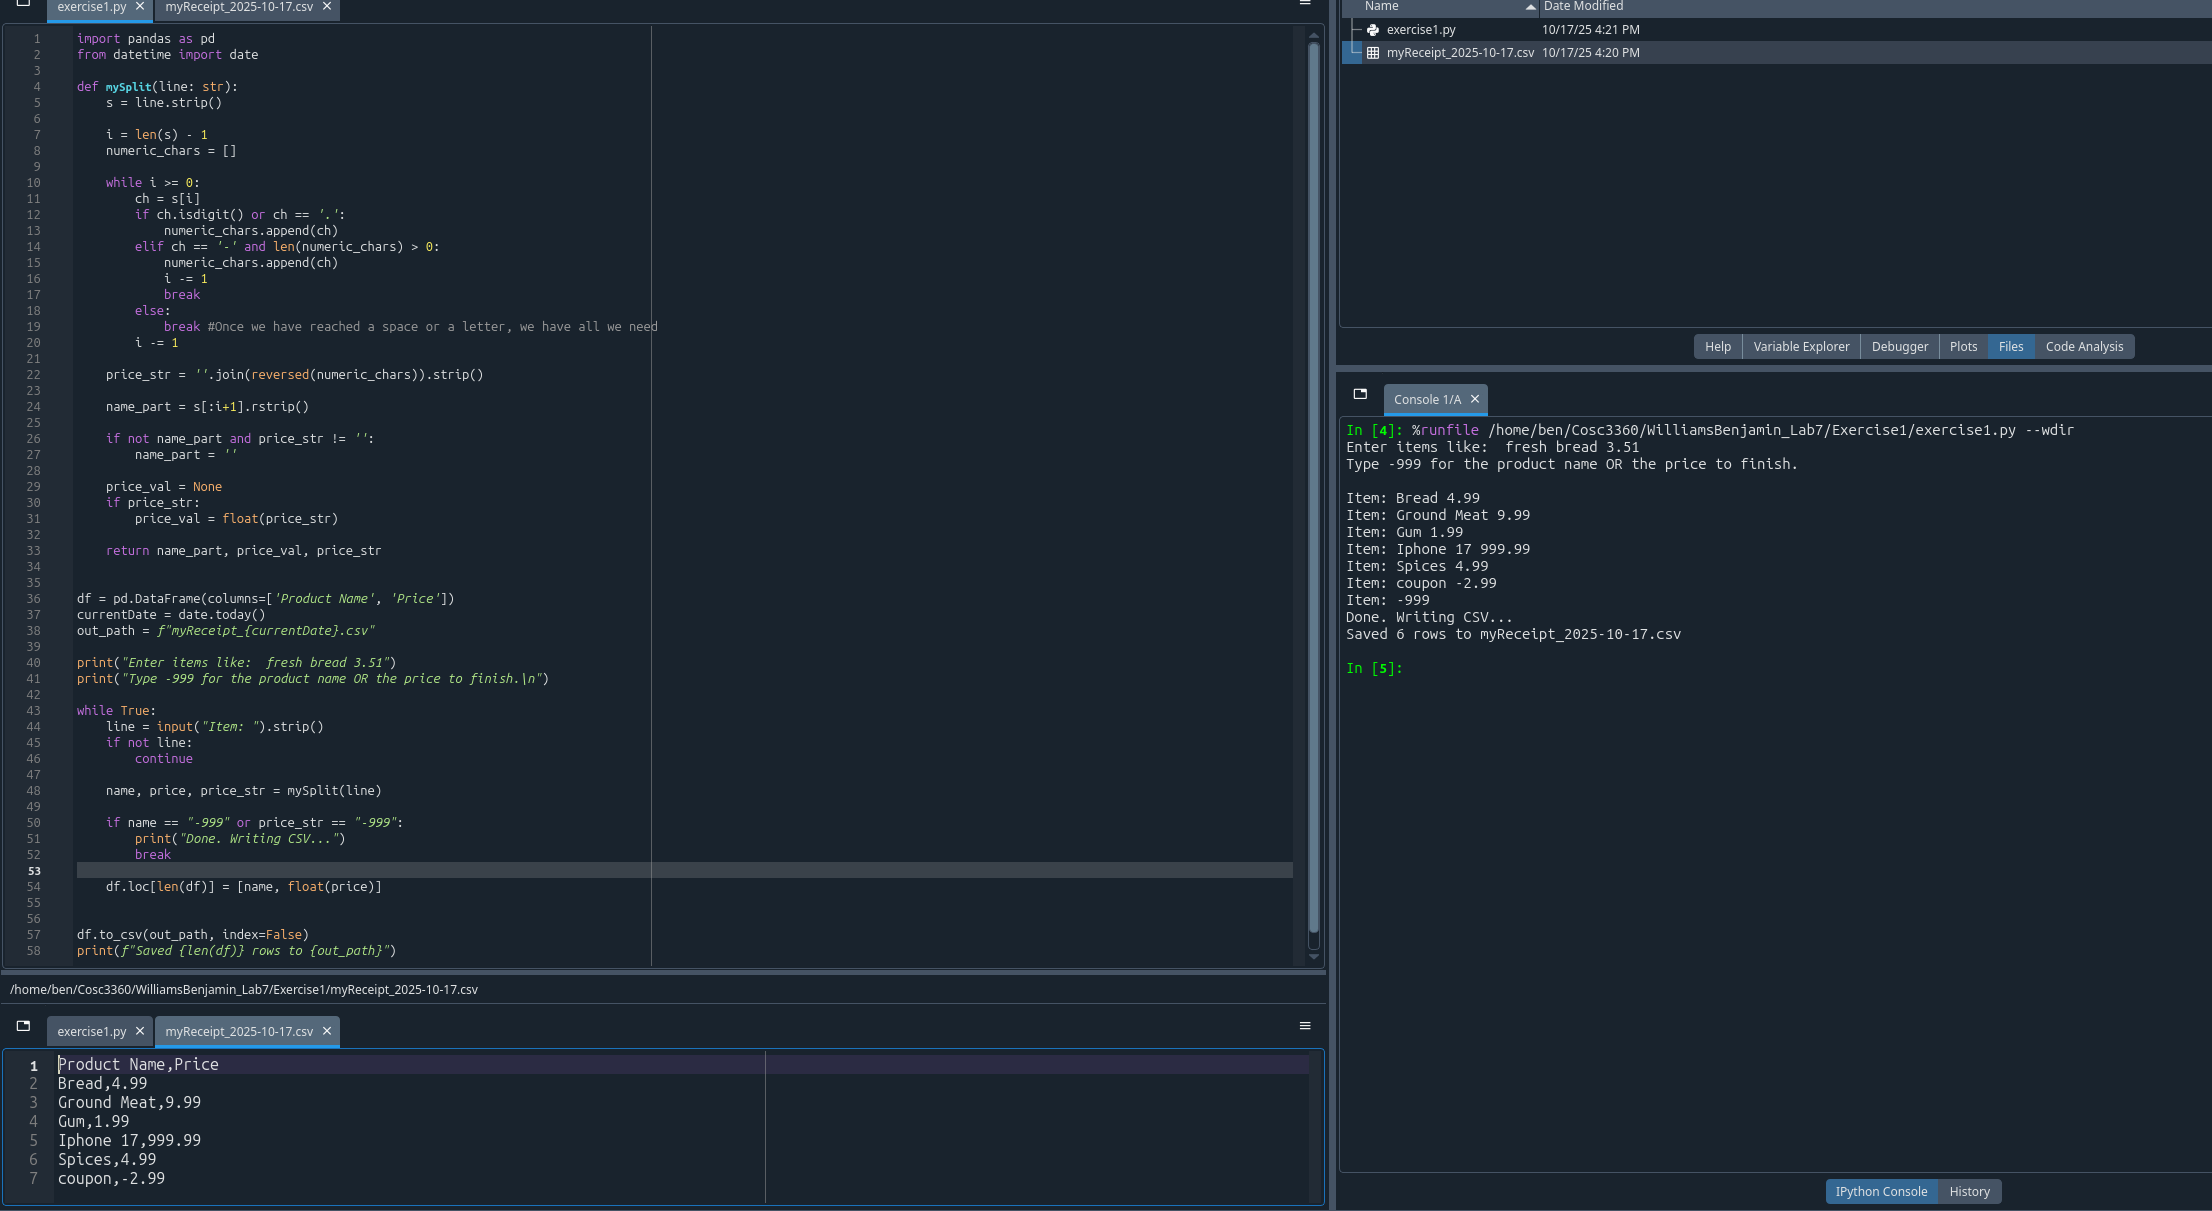 exercise1.py
myReceipt_2025-10-17.csv
1 import pandas as pd
2 from datetime import date
3
4 def mySplit(line: str):
5 s = line.strip()
6
7 i = len(s) - 1
8 numeric_chars = []
9
10 while i >= 0:
11 ch = s[i]
12 if ch.isdigit() or ch == '.':
13 numeric_chars.append(ch)
14 elif ch == '-' and len(numeric_chars) > 0:
15 numeric_chars.append(ch)
16 i -= 1
17 break
18 else:
19 break #Once we have reached a space or a letter, we have all we need
20 i -= 1
21
22 price_str = ''.join(reversed(numeric_chars)).strip()
23
24 name_part = s[:i+1].rstrip()
25
26 if not name_part and price_str != '':
27 name_part = ''
28
29 price_val = None
30 if price_str:
31 price_val = float(price_str)
32
33 return name_part, price_val, price_str
34
35
36 df = pd.DataFrame(columns=['Product Name', 'Price'])
37 currentDate = date.today()
38 out_path = f"myReceipt_{currentDate}.csv"
39
40 print("Enter items like:  fresh bread 3.51")
41 print("Type -999 for the product name OR the price to finish.\n")
42
43 while True:
44 line = input("Item: ").strip()
45 if not line:
46 continue
47
48 name, price, price_str = mySplit(line)
49
50 if name == "-999" or price_str == "-999":
51 print("Done. Writing CSV...")
52 break
53
54 df.loc[len(df)] = [name, float(price)]
55
56
57 df.to_csv(out_path, index=False)
58 print(f"Saved {len(df)} rows to {out_path}")
/home/ben/Cosc3360/WilliamsBenjamin_Lab7/Exercise1/myReceipt_2025-10-17.csv
exercise1.py
myReceipt_2025-10-17.csv
1 Product Name,Price
2 Bread,4.99
3 Ground Meat,9.99
4 Gum,1.99
5 Iphone 17,999.99
6 Spices,4.99
7 coupon,-2.99
Name Date Modified
exercise1.py 10/17/25 4:21 PM
myReceipt_2025-10-17.csv 10/17/25 4:20 PM
Help Variable Explorer Debugger Plots Files Code Analysis
Console 1/A
In [4]: %runfile /home/ben/Cosc3360/WilliamsBenjamin_Lab7/Exercise1/exercise1.py --wdir
Enter items like:  fresh bread 3.51
Type -999 for the product name OR the price to finish.
Item: Bread 4.99
Item: Ground Meat 9.99
Item: Gum 1.99
Item: Iphone 17 999.99
Item: Spices 4.99
Item: coupon -2.99
Item: -999
Done. Writing CSV...
Saved 6 rows to myReceipt_2025-10-17.csv
In [5]:
IPython Console History